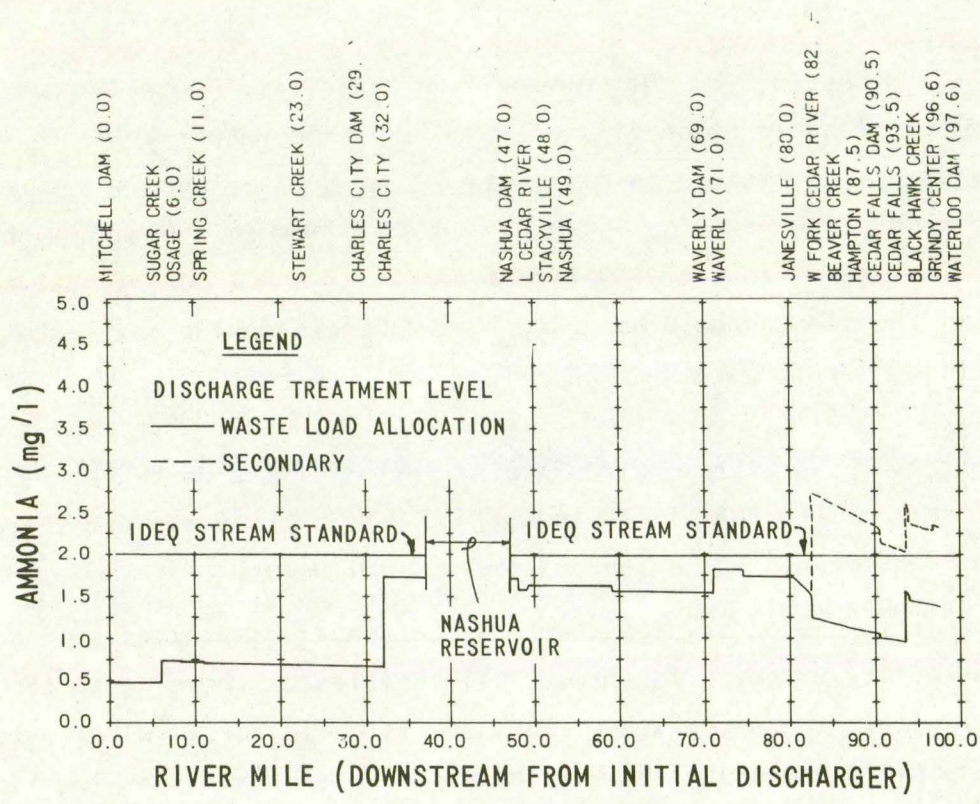 MITCHELL DAM (0.0)
SUGAR CREEK
OSAGE (6.0)
SPRING CREEK (11.0)
STEWART CREEK (23.0)
CHARLES CITY DAM (29.
CHARLES CITY (32.0)
NASHUA DAM (47.0)
L CEDAR RIVER
STACYVILLE (48.0)
NASHUA (49.0)
WAVERLY DAM (69.0)
WAVERLY (71.0)
JANESVILLE (80.0)
W FORK CEDAR RIVER (82
BEAVER CREEK
HAMPTON (87.5)
CEDAR FALLS DAM (90.5)
CEDAR FALLS (93.5)
BLACK HAWK CREEK
GRUNDY CENTER (96.6)
WATERLOO DAM (97.6)
AMMONIA (mg/l)
5.0
4.5
4.0
3.5
3.0
2.5
2.0
1.5
1.0
0.5
0.0
LEGEND
DISCHARGE TREATMENT LEVEL
WASTE LOAD ALLOCATION
SECONDARY
IDEQ STREAM STANDARD
IDEQ STREAM STANDARD
NASHUA
RESERVOIR
0.0 10.0 20.0 30.0 40.0 50.0 60.0 70.0 80.0 90.0 100.0
RIVER MILE (DOWNSTREAM FROM INITIAL DISCHARGER)